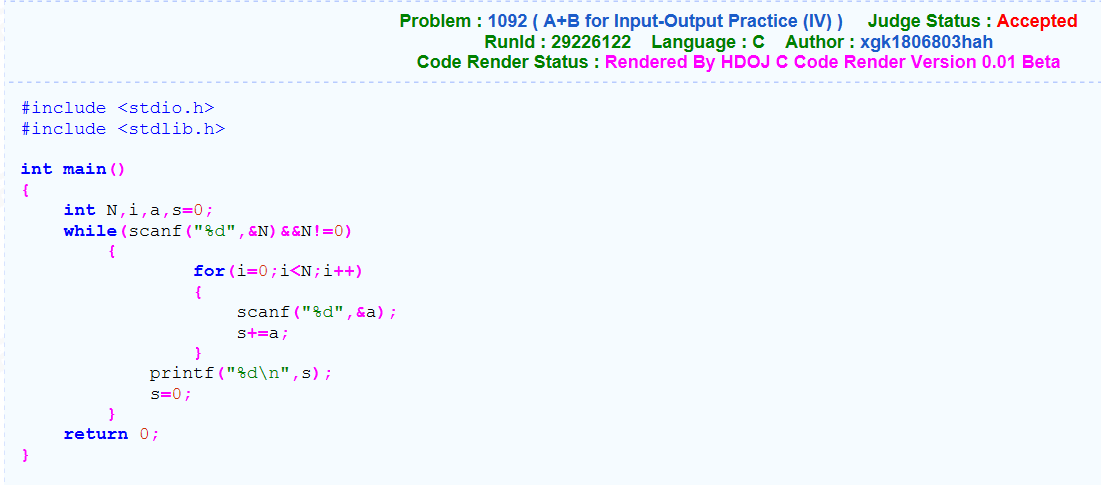 Problem : 1092 ( A+B for Input-Output Practice (IV) )     Judge Status : Accepted
RunId : 29226122    Language : C    Author : xgk1806803hah
Code Render Status : Rendered By HDOJ C Code Render Version 0.01 Beta
#include <stdio.h>
#include <stdlib.h>

int main()
{
    int N,i,a,s=0;
    while(scanf("%d",&N)&&N!=0)
        {
                for(i=0;i<N;i++)
                {
                    scanf("%d",&a);
                    s+=a;
                }
            printf("%d\n",s);
            s=0;
        }
    return 0;
}